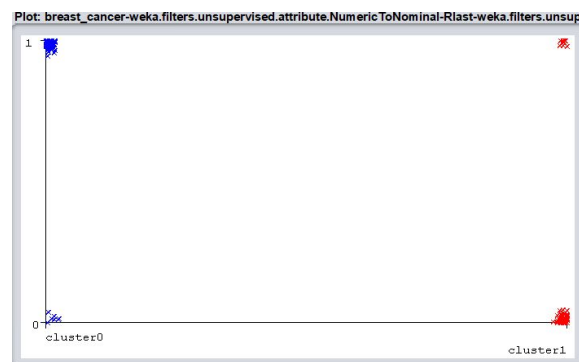 Plot: breast_cancer-weka.filters.unsupervised.attribute.NumericToNominal-Rlast-weka.filters.unsup
1
0
cluster0
cluster1